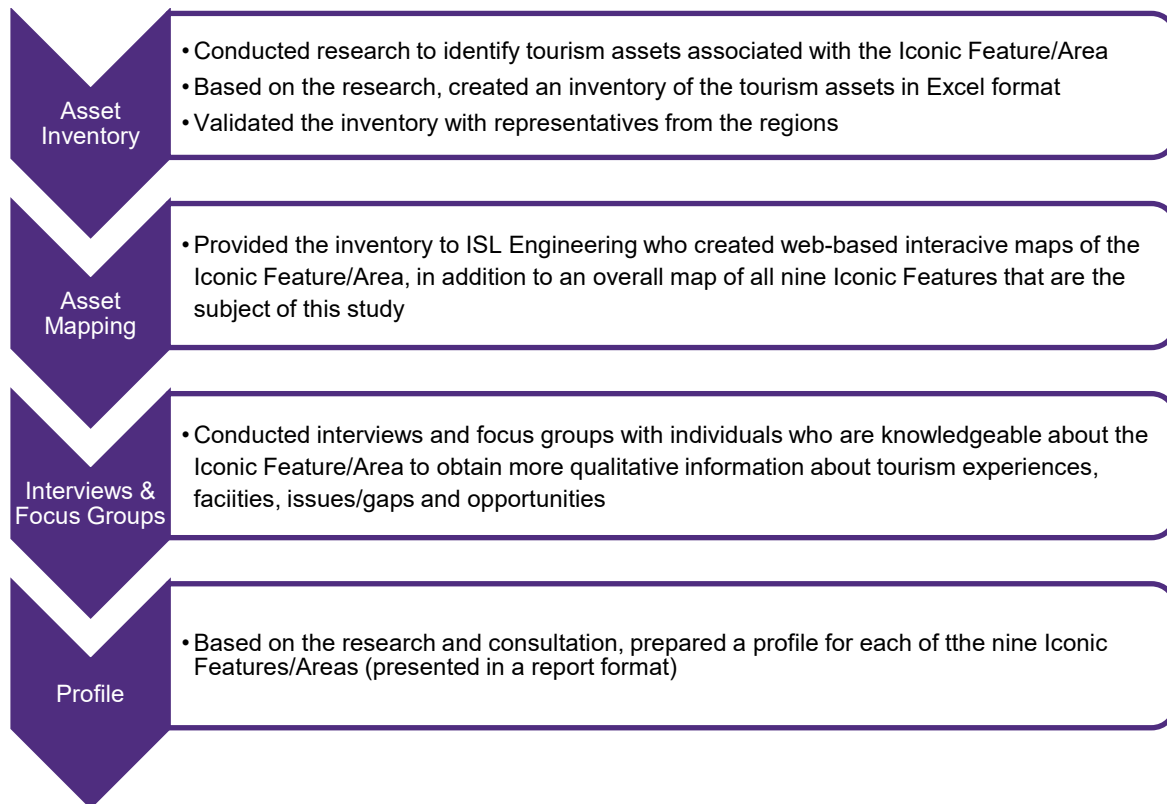 Asset
Inventory
• Conducted research to identify tourism assets associated with the Iconic Feature/Area
• Based on the research, created an inventory of the tourism assets in Excel format
• Validated the inventory with representatives from the regions
Asset
Mapping
• Provided the inventory to ISL Engineering who created web-based interacive maps of the
Iconic Feature/Area, in addition to an overall map of all nine Iconic Features that are the
subject of this study
Interviews &
Focus Groups
• Conducted interviews and focus groups with individuals who are knowledgeable about the
Iconic Feature/Area to obtain more qualitative information about tourism experiences,
faciities, issues/gaps and opportunities
Profile
• Based on the research and consultation, prepared a profile for each of tthe nine Iconic
Features/Areas (presented in a report format)